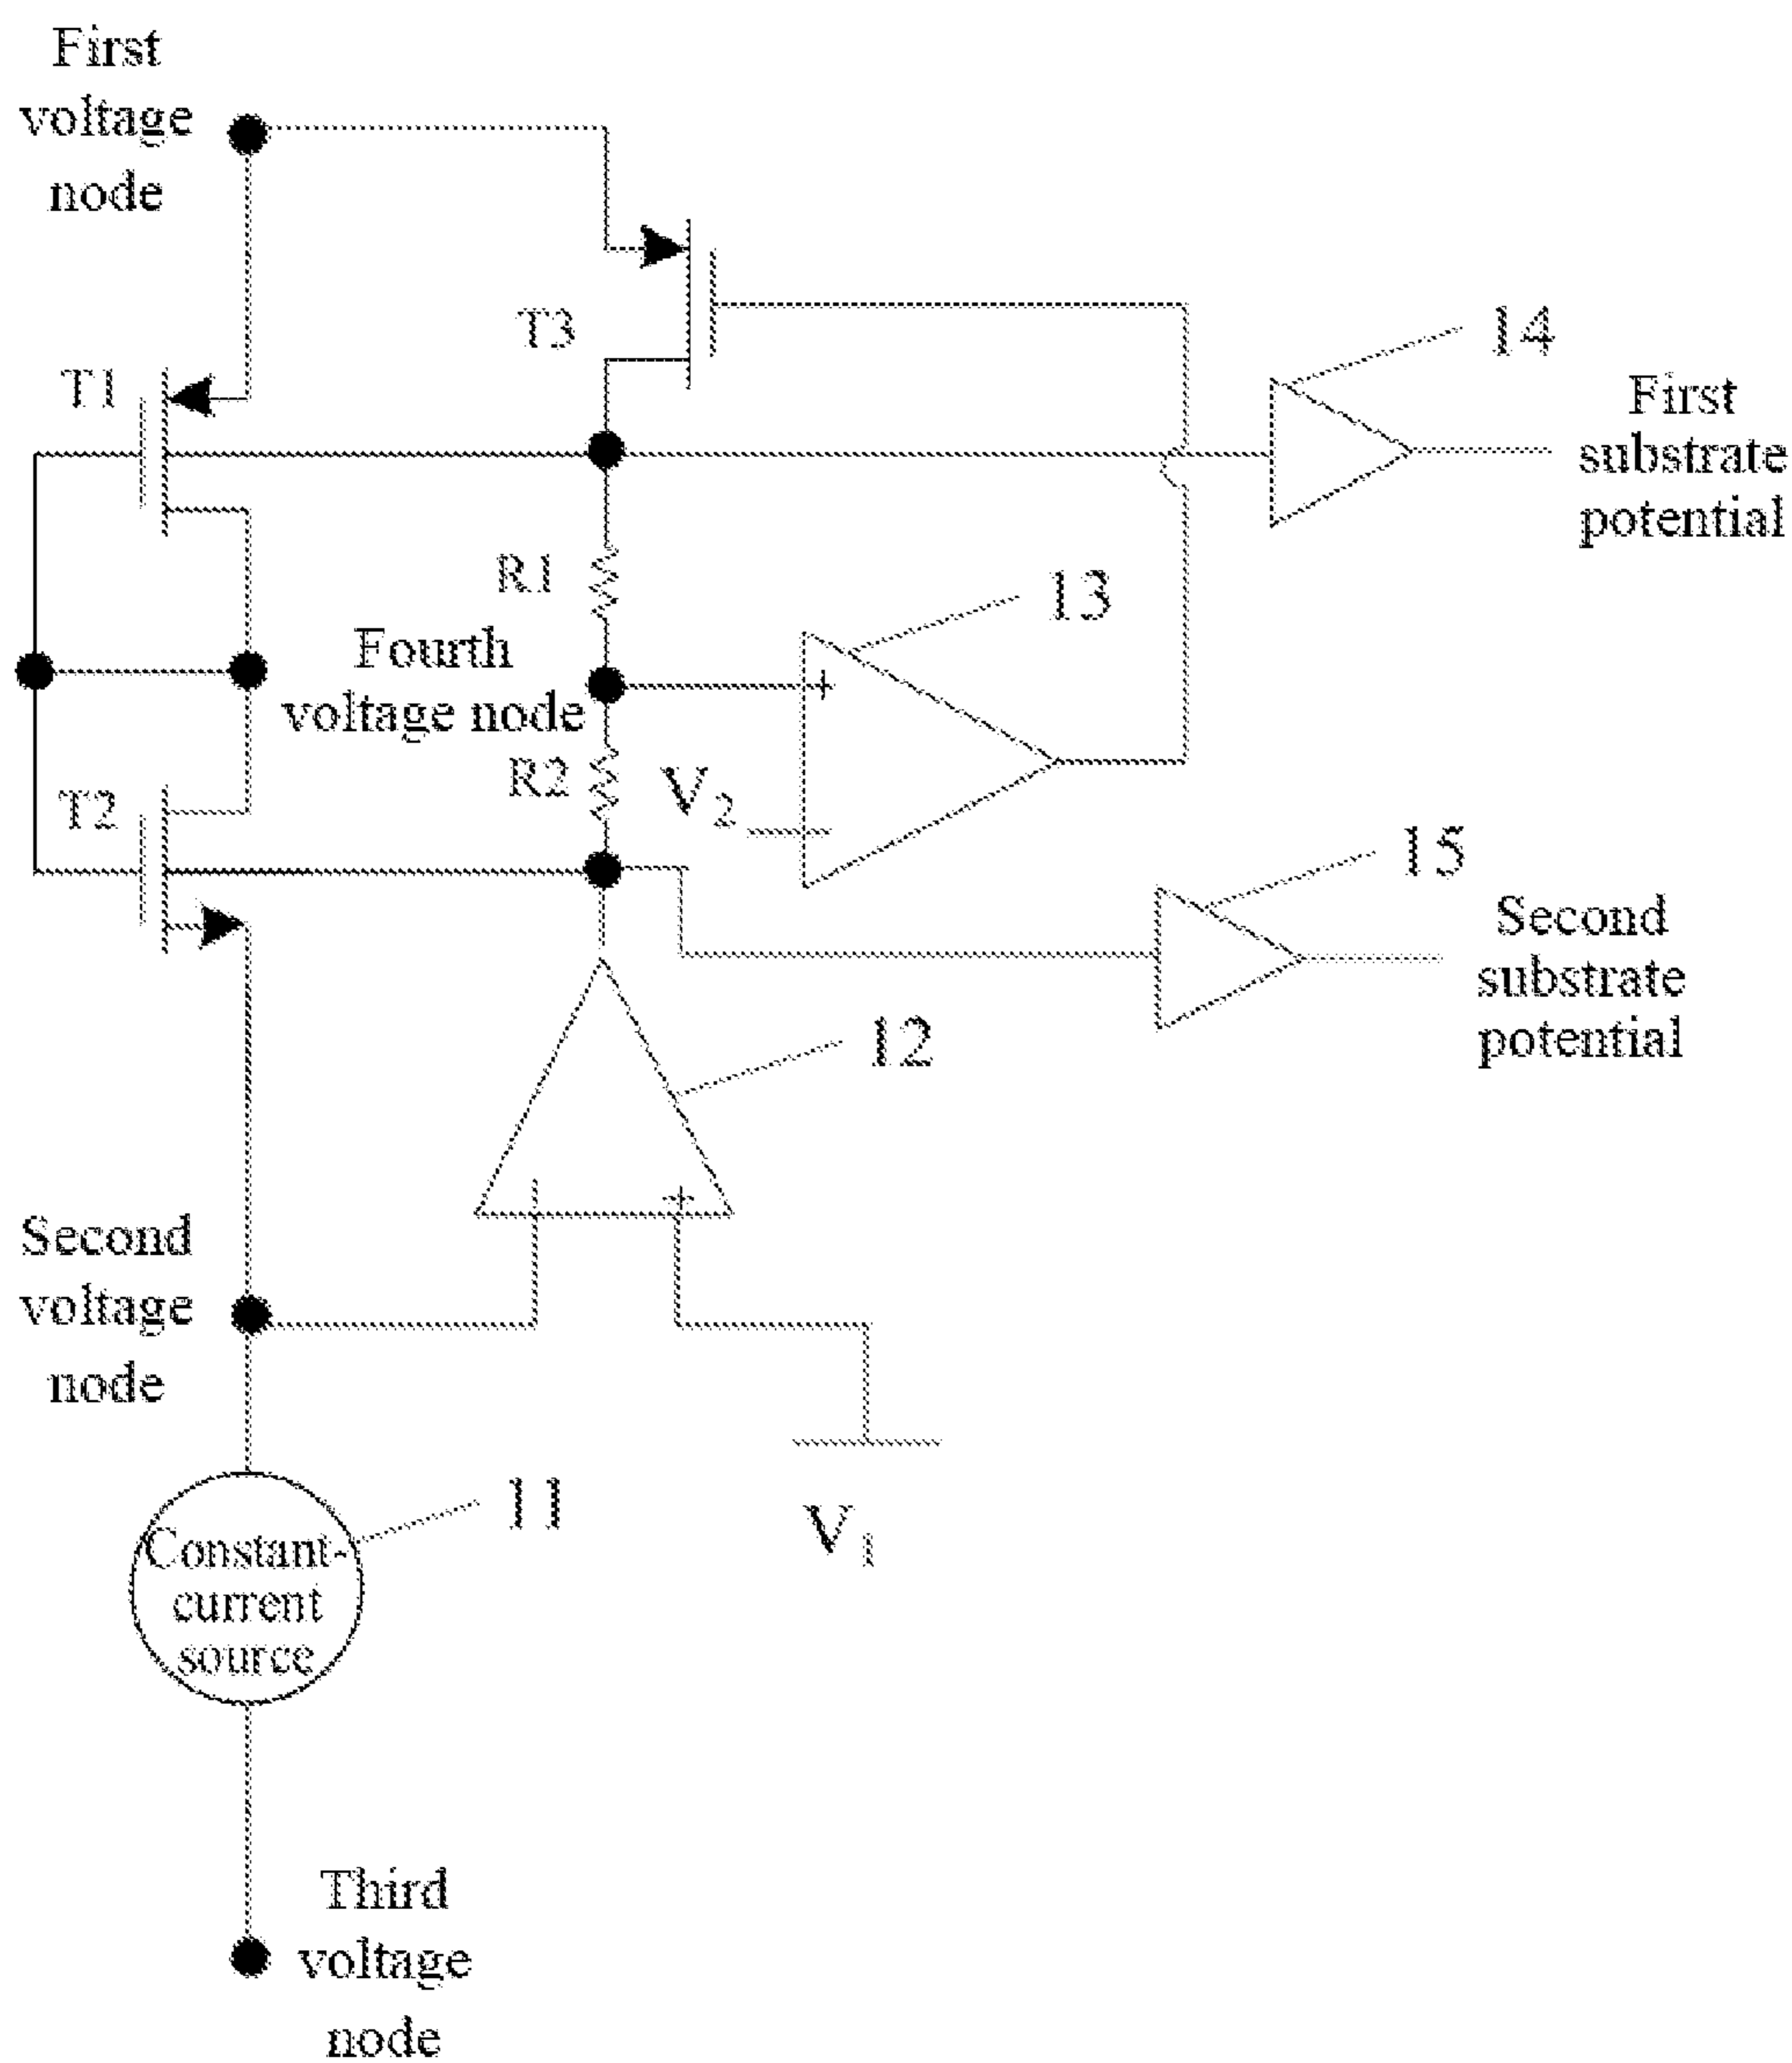 First
voltage
node
T3
T1
14
First
substrate
potential
R1
13
Fourth
voltage node
+
R2
V2
T2
15
Second
substrate
potential
12
+
Second
voltage
node
11
V1
Constant-
current
source
Third
voltage
node